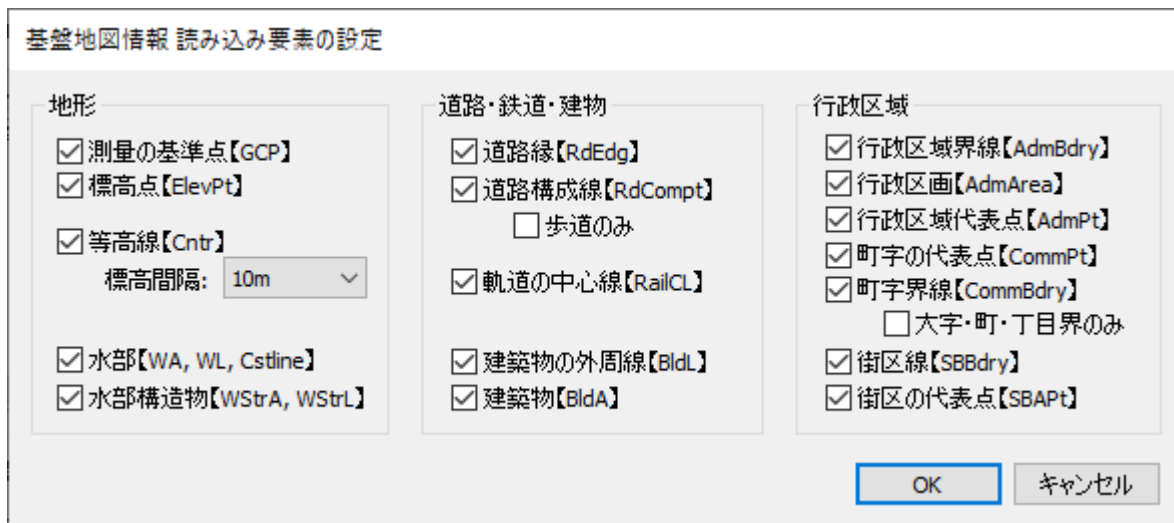 基盤地図情報 読み込み要素の設定
地形
測量の基準点【GCP】
標高点【ElevPt】
等高線【Cntr】
標高間隔: 10m
水部【WA, WL, Cstline】
水部構造物【WStrA, WStrL】
道路・鉄道・建物
道路縁【RdEdg】
道路構成線【RdCompt】
歩道のみ
軌道の中心線【RailCL】
建築物の外周線【BldL】
建築物【BldA】
行政区域
行政区域界線【AdmBdry】
行政区画【AdmArea】
行政区域代表点【AdmPt】
町字の代表点【CommPt】
町字界線【CommBdry】
大字・町・丁目界のみ
街区線【SBBdry】
街区の代表点【SBAPt】
OK
キャンセル